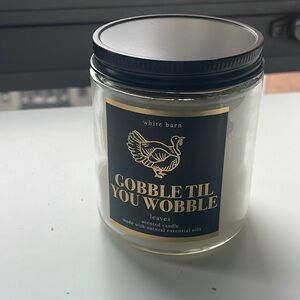 white barn
GOBBLE TIL
YOU WOBBLE
leaves
scented candle
made with natural essential oils